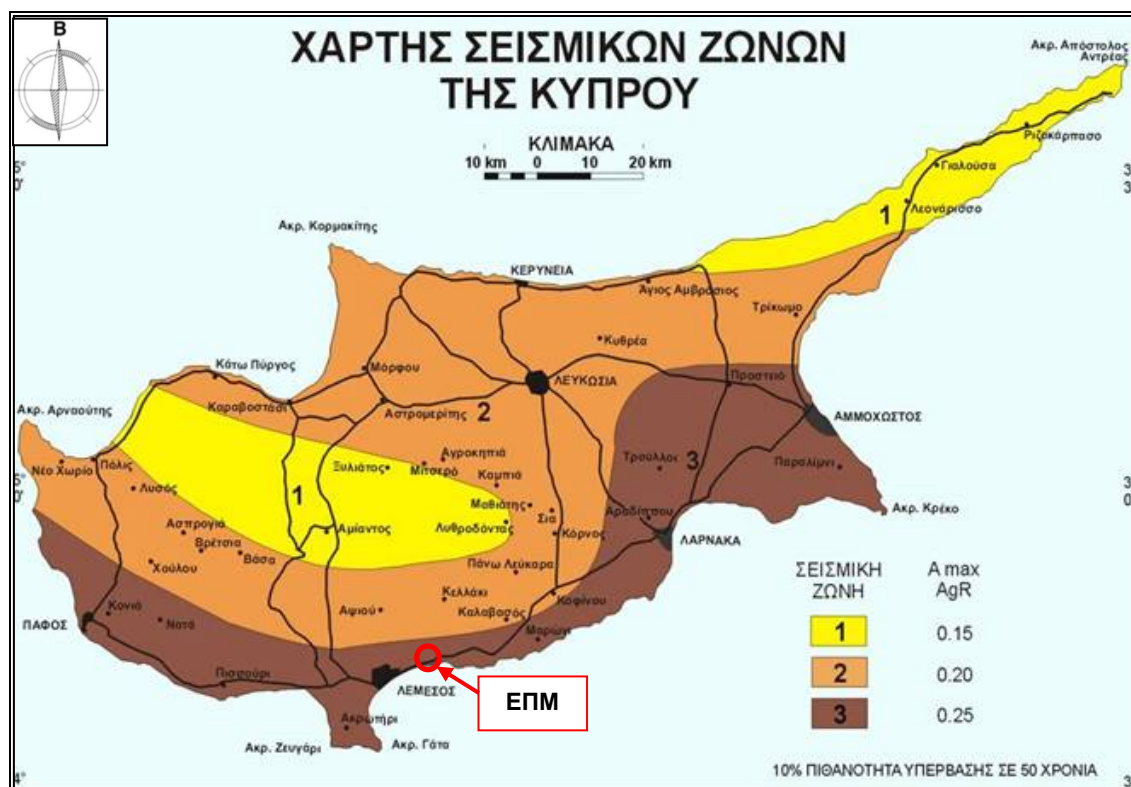 Β
ΧΑΡΤΗΣ ΣΕΙΣΜΙΚΩΝ ΖΩΝΩΝ
ΤΗΣ ΚΥΠΡΟΥ
ΚΛΙΜΑΚΑ
10 km 0 10 20 km
Ακρ. Απόστολος
Αντρέας
Ριζοκάρπασο
Γιαλούσα
Λεονάρισσο
1
Ακρ. Κορμακίτης
ΚΕΡΥΝΕΙΑ
Άγιος Αμβρόσιος
Τρίκωμο
Κυθρέα
Κάτω Πύργος
Μόρφου
ΛΕΥΚΩΣΙΑ
Προστειό
Καραβοστάσι
Αστρομερίτης
2
ΑΜΜΟΧΩΣΤΟΣ
Ακρ. Αρναούτης
Νέο Χωρίο
Πόλις
Λυσός
Ξυλιάτος
Μιτσερό
Αγροκηπιά
Καμπιά
Τρούλλοι
3
Παραλίμνι
1
Μαθιάτης
Σια
Αραδίππου
Ακρ. Κρέκο
Ασπρογιά
Βρέτσια
Βάσα
Χούλου
Αμίαντος
Λυθροδόντας
Κόρνος
ΛΑΡΝΑΚΑ
Πάνω Λεύκαρα
Κοφίνου
Κελλάκι
Καλαβασός
Αψιού
Μαρώνι
ΠΑΦΟΣ
Κονιά
Νατά
Πισσούρι
ΛΕΜΕΣΟΣ
ΕΠΜ
Ακρωτήρι
Ακρ. Ζευγάρι
Ακρ. Γάτα
ΣΕΙΣΜΙΚΗ
ΖΩΝΗ
A max
AgR
1 0.15
2 0.20
3 0.25
10% ΠΙΘΑΝΟΤΗΤΑ ΥΠΕΡΒΑΣΗΣ ΣΕ 50 ΧΡΟΝΙΑ